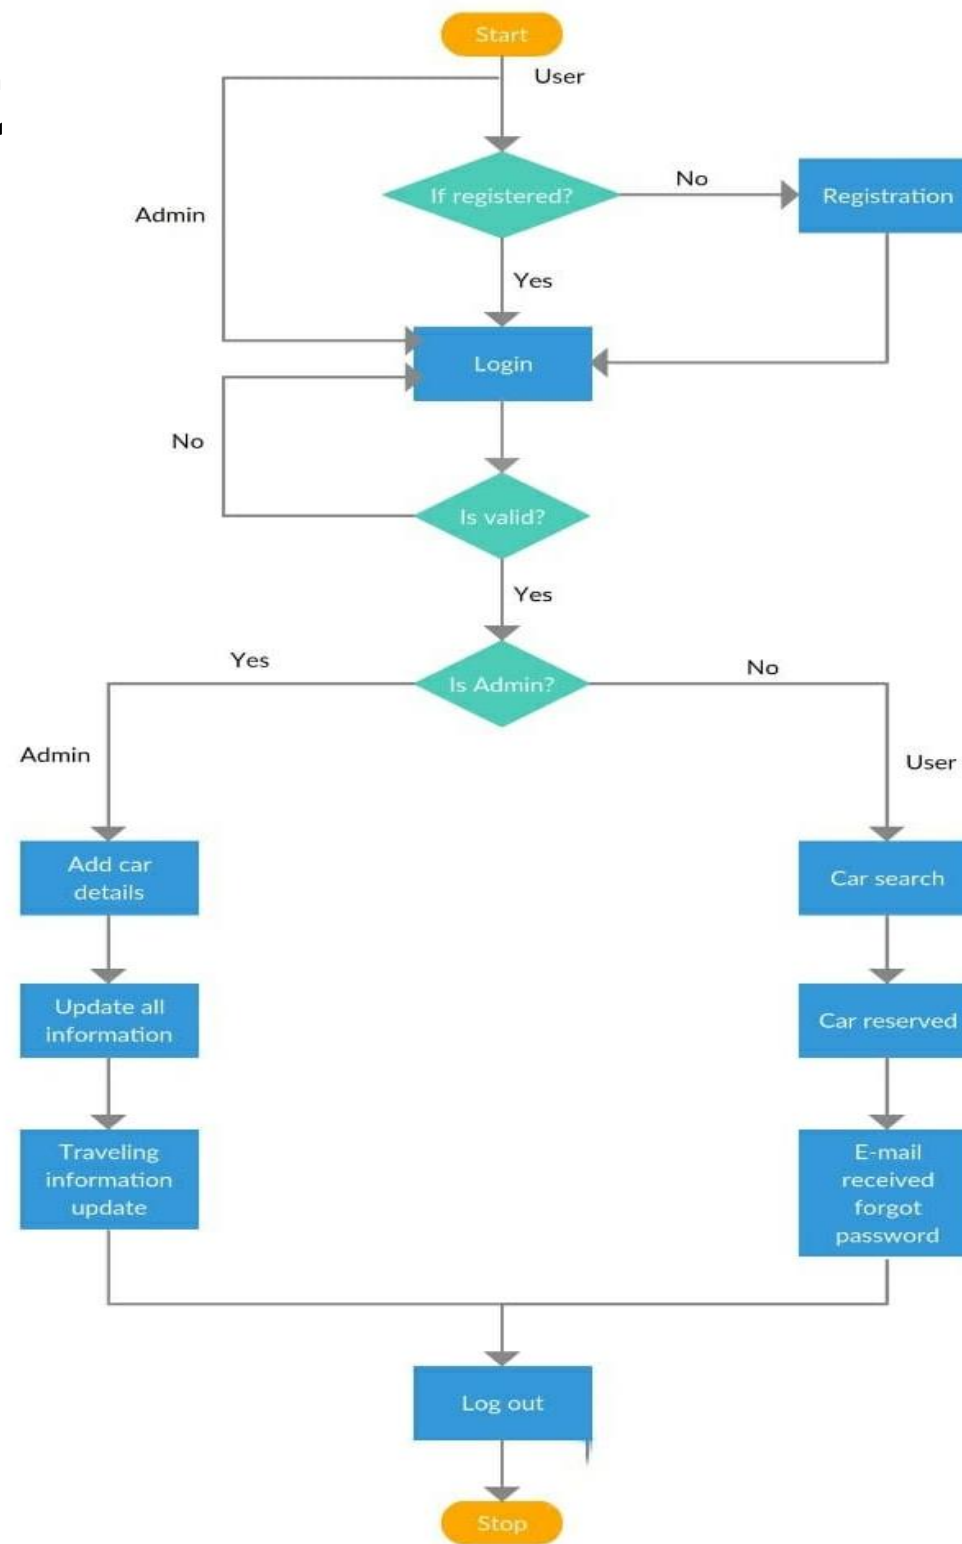 Start
User
If registered?
No
Registration
Admin
Yes
Login
No
Is valid?
Yes
Yes
Is Admin?
No
Admin
User
Add car
details
Car search
Update all
information
Car reserved
Traveling
information
update
E-mail
received
forgot
password
Log out
Stop